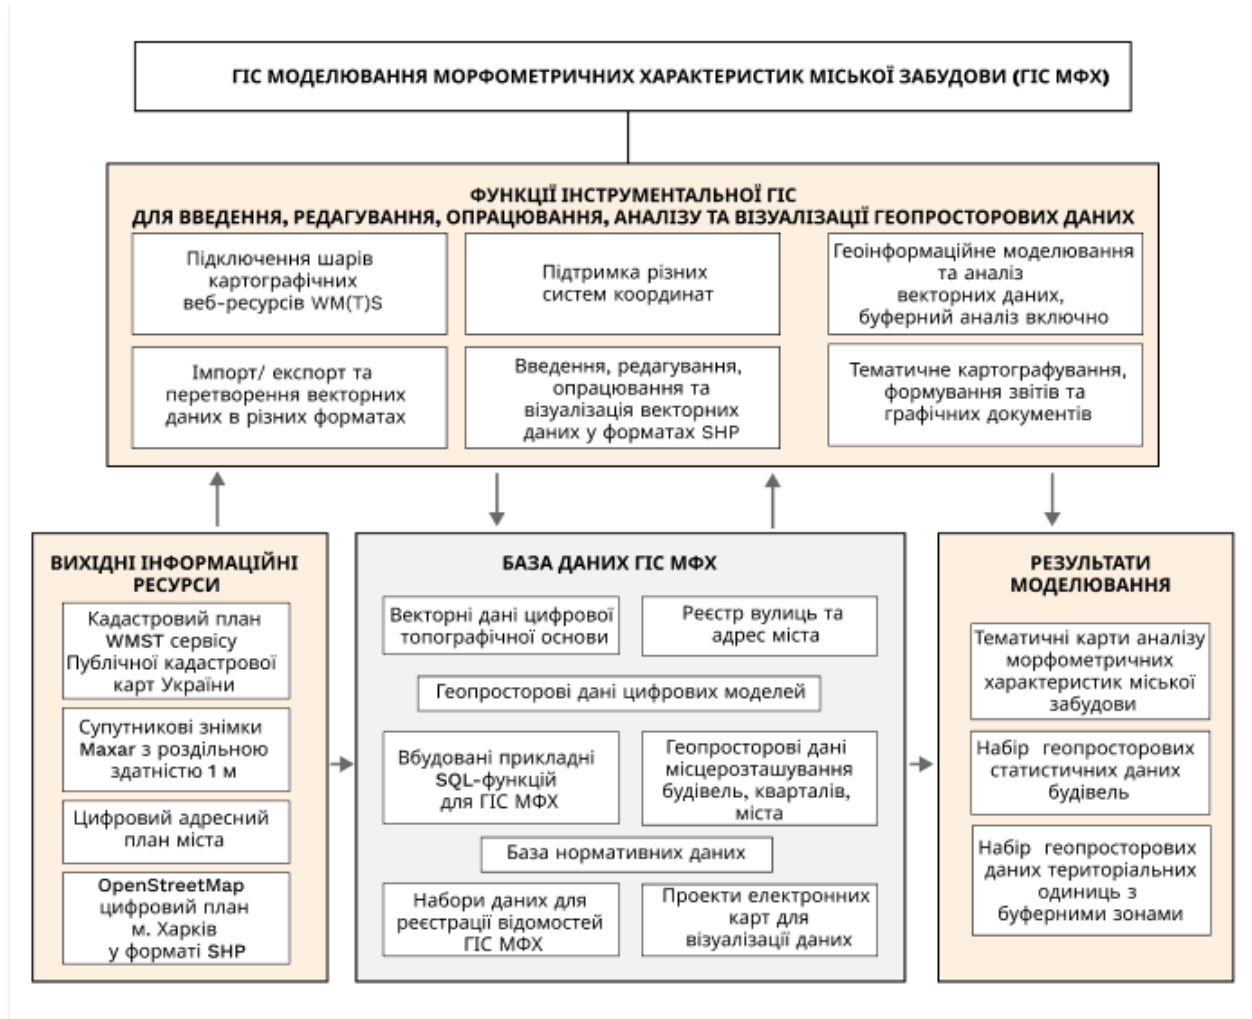 ГІС МОДЕЛЮВАННЯ МОРФОМЕТРИЧНИХ ХАРАКТЕРИСТИК МІСЬКОЇ ЗАБУДОВИ (ГІС МФХ)
ФУНКЦІЇ ІНСТРУМЕНТАЛЬНОЇ ГІС
ДЛЯ ВВЕДЕННЯ, РЕДАГУВАННЯ, ОПРАЦЮВАННЯ, АНАЛІЗУ ТА ВІЗУАЛІЗАЦІЇ ГЕОПРОСТОРОВИХ ДАНИХ
Підключення шарів
картографічних
веб-ресурсів WM(T)S
Підтримка різних
систем координат
Геоінформаційне моделювання
та аналіз
векторних даних,
буферний аналіз включно
Імпорт/ експорт та
перетворення векторних
даних в різних форматах
Введення, редагування,
опрацювання та
візуалізація векторних
даних у форматах SHP
Тематичне картографування,
формування звітів та
графічних документів
ВИХІДНІ ІНФОРМАЦІЙНІ
РЕСУРСИ
Кадастровий план
WMST сервісу
Публічної кадастрової
карт України
Супутникові знімки
Maxar з роздільною
здатністю 1 м
Цифровий адресний
план міста
OpenStreetMap
цифровий план
м. Харків
у форматі SHP
БАЗА ДАНИХ ГІС МФХ
Векторні дані цифрової
топографічної основи
Реєстр вулиць та
адрес міста
Геопросторові дані цифрових моделей
Вбудовані прикладні
SQL-функцій
для ГІС МФХ
Геопросторові дані
місцерозташування
будівель, кварталів,
міста
База нормативних даних
Набори даних для
реєстрації відомостей
ГІС МФХ
Проекти електронних
карт для
візуалізації даних
РЕЗУЛЬТАТИ
МОДЕЛЮВАННЯ
Тематичні карти аналізу
морфометричних
характеристик міської
забудови
Набір геопросторових
статистичних даних
будівель
Набір геопросторових
даних територіальних
одиниць з
буферними зонами